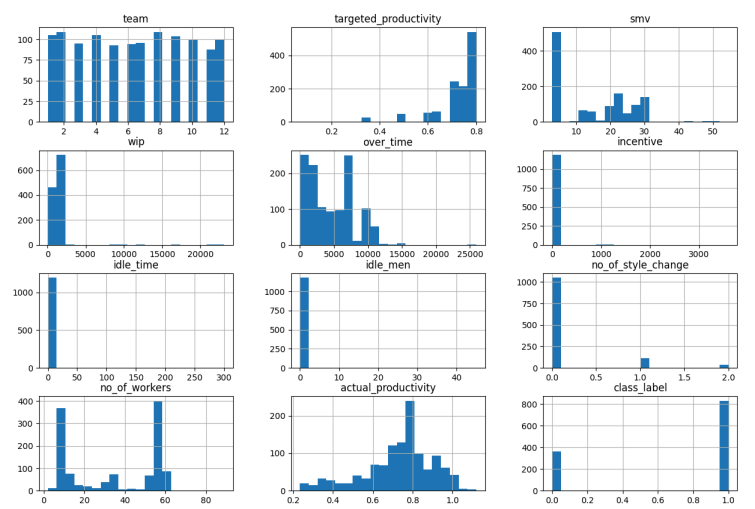 team
targeted_productivity
smv
100
75
50
25
0
2 4 6 8 10 12
400
200
0
0.2 0.4 0.6 0.8
400
200
0
10 20 30 40 50
wip
over_time
incentive
600
400
200
0
0 5000 10000 15000 20000
200
100
0
0 5000 10000 15000 20000 25000
1000
750
500
250
0
0 1000 2000 3000
idle_time
idle_men
no_of_style_change
1000
500
0
0 50 100 150 200 250 300
1000
750
500
250
0
0 10 20 30 40
1000
750
500
250
0
0.0 0.5 1.0 1.5 2.0
no_of_workers
actual_productivity
class_label
400
300
200
100
0
0 20 40 60 80
200
100
0
0.2 0.4 0.6 0.8 1.0
800
600
400
200
0
0.0 0.2 0.4 0.6 0.8 1.0